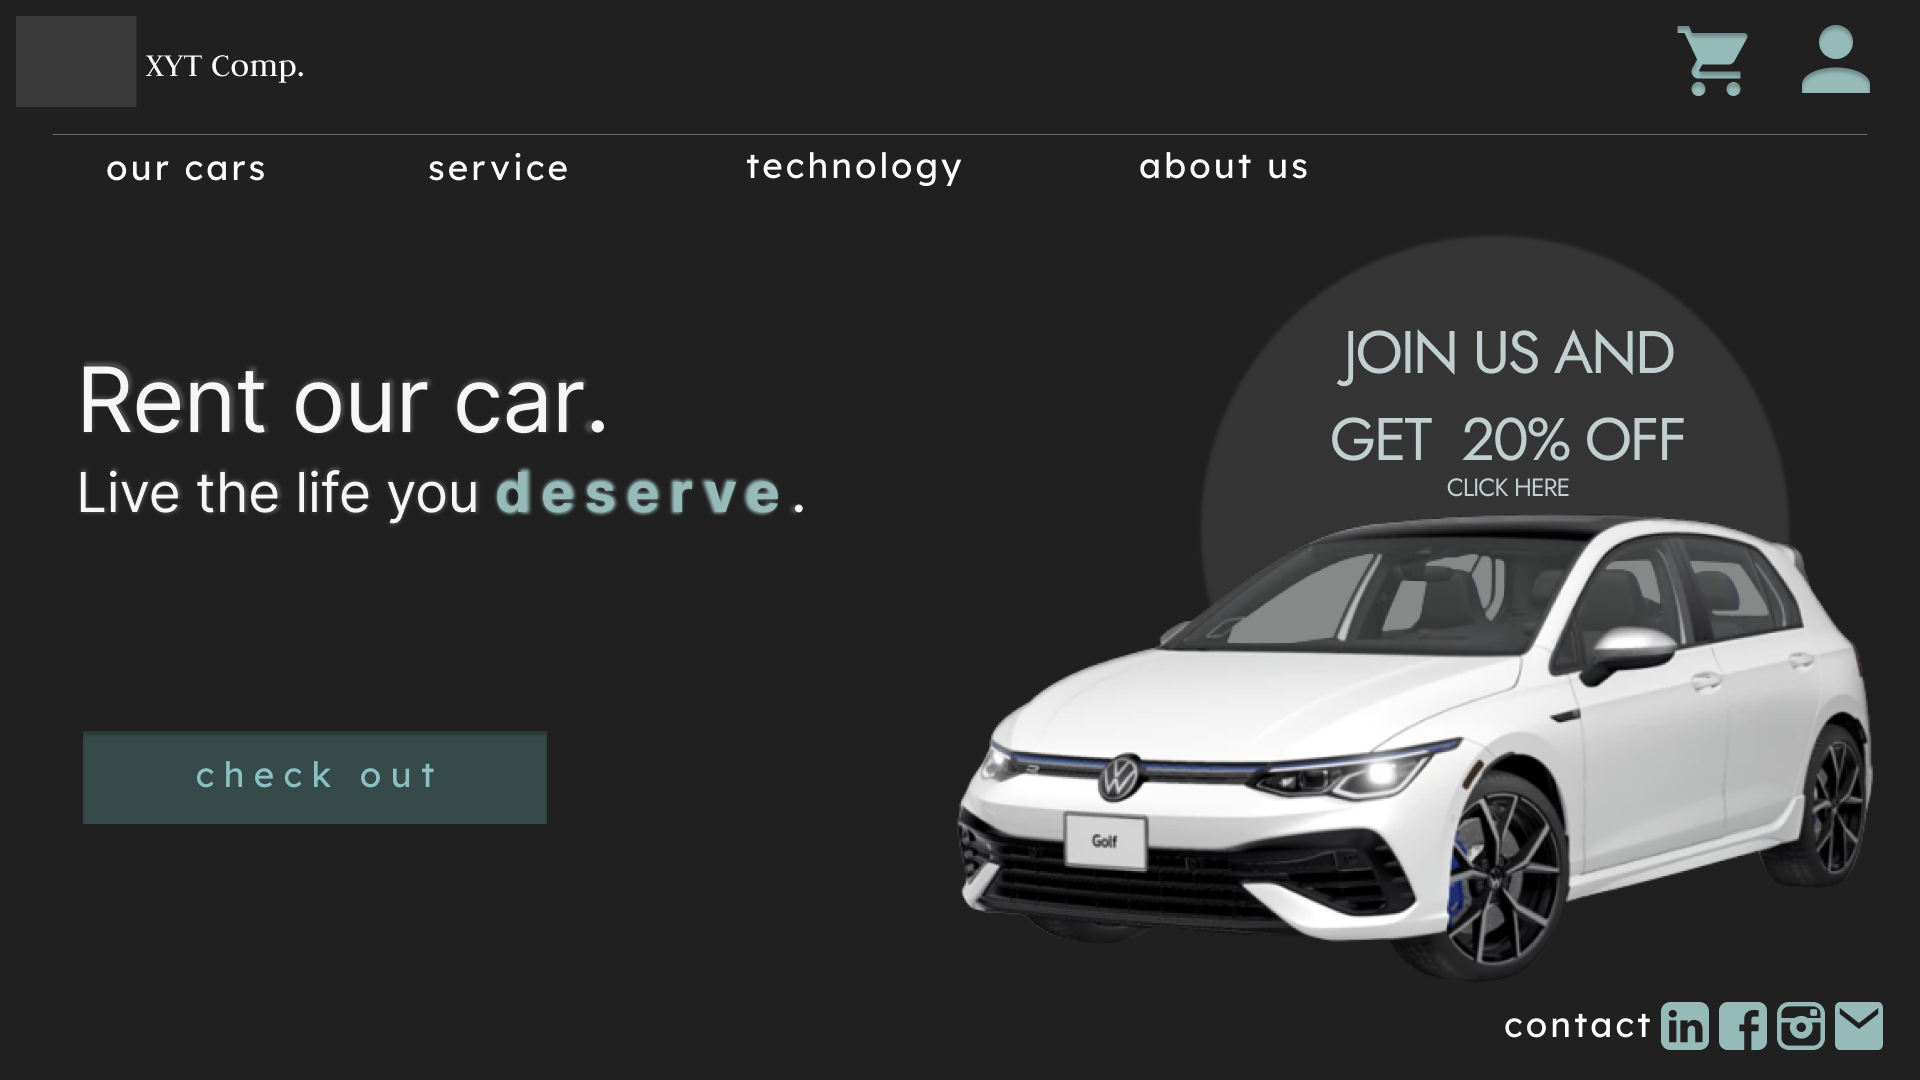 XYT Comp.
our cars
service
technology
about us
JOIN US AND
GET 20% OFF
CLICK HERE
Rent our car.
Live the life you deserve.
check out
Golf
contact